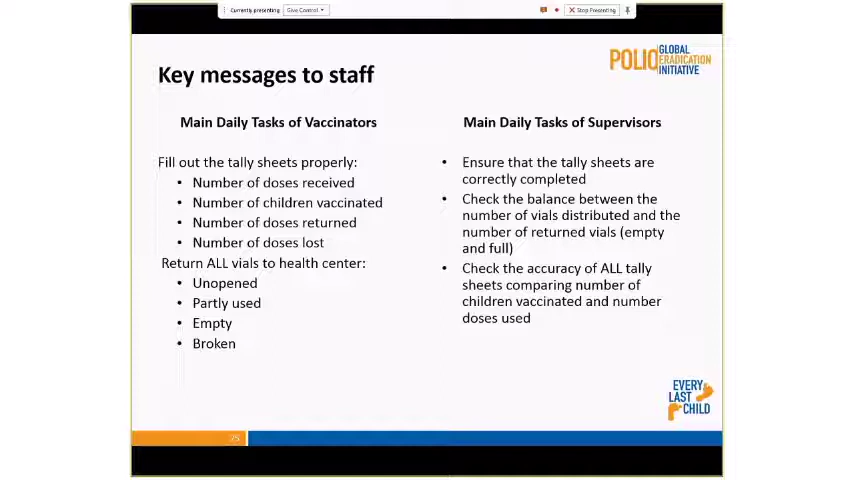 Currently presenting Give Control Stop Presenting
POLIO GLOBAL
ERADICATION
INITIATIVE
Key messages to staff
Main Daily Tasks of Vaccinators
Fill out the tally sheets properly:
• Number of doses received
• Number of children vaccinated
• Number of doses returned
• Number of doses lost
Return ALL vials to health center:
• Unopened
• Partly used
• Empty
• Broken
Main Daily Tasks of Supervisors
• Ensure that the tally sheets are
correctly completed
• Check the balance between the
number of vials distributed and the
number of returned vials (empty
and full)
• Check the accuracy of ALL tally
sheets comparing number of
children vaccinated and number
doses used
EVERY
LAST
CHILD
25